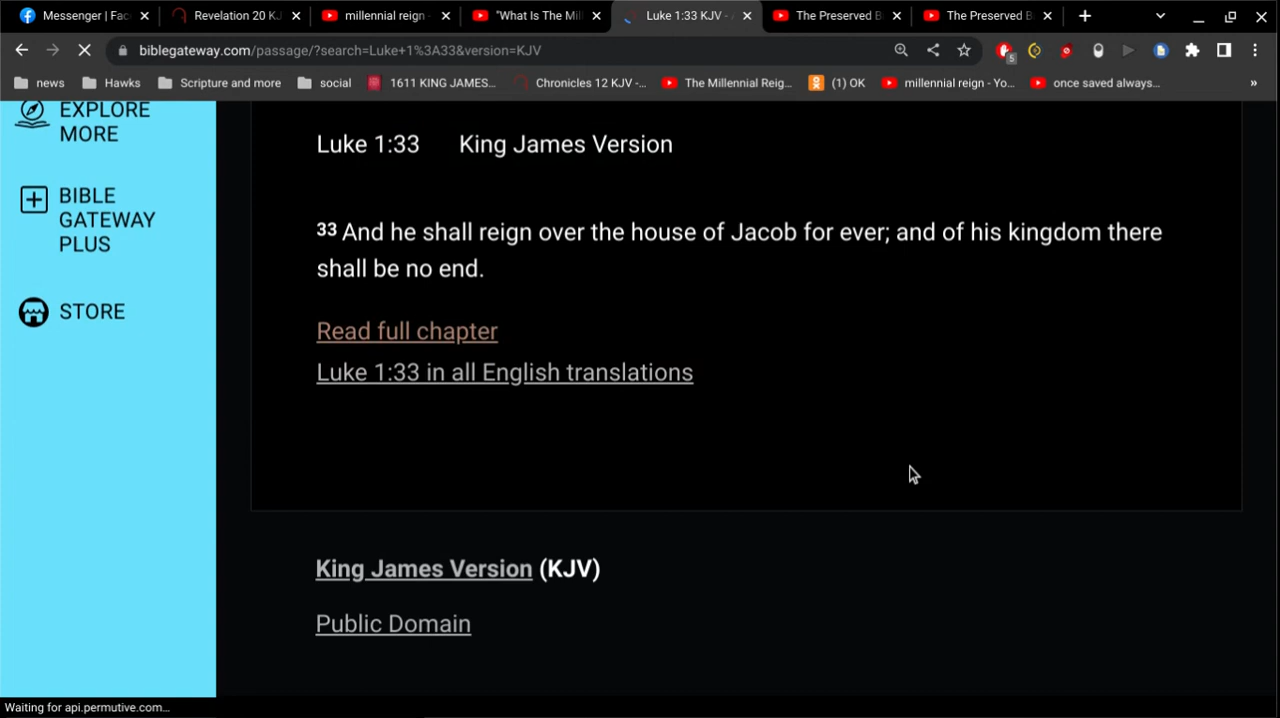 Messenger | Fac
Revelation 20 KJ
millennial reign -
"What Is The Mil
Luke 1:33 KJV -
The Preserved B
The Preserved B
biblegateway.com/passage/?search=Luke+1%3A33&version=KJV
5
news
Hawks
Scripture and more
social
1611 KING JAMES...
Chronicles 12 KJV -...
The Millennial Reig...
(1) OK
millennial reign - Yo...
once saved always...
»
EXPLORE
MORE
BIBLE
GATEWAY
PLUS
STORE
Luke 1:33 King James Version
33 And he shall reign over the house of Jacob for ever; and of his kingdom there
shall be no end.
Read full chapter
Luke 1:33 in all English translations
King James Version (KJV)
Public Domain
Waiting for api.permutive.com...